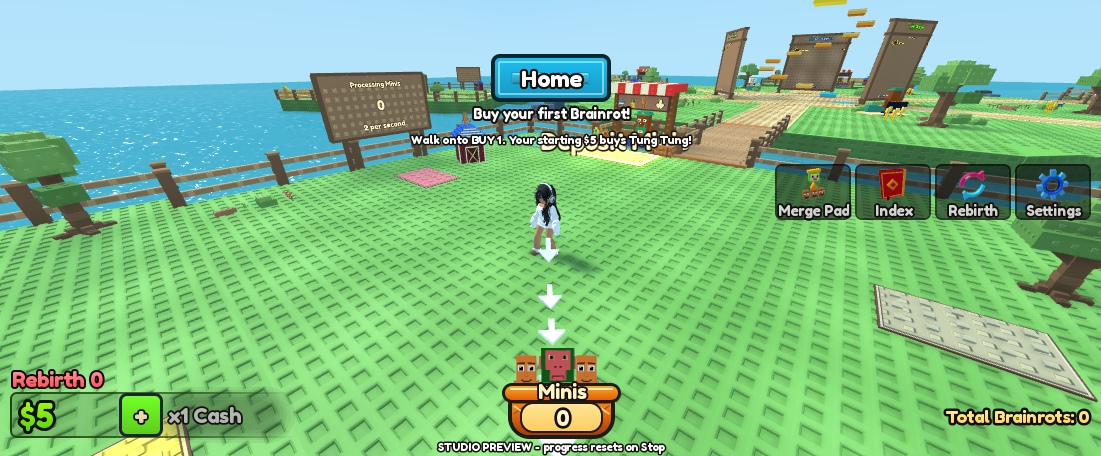 Processing Minis
0
2 per second
Home
Buy your first Brainrot!
Walk onto BUY 1. Your starting $5 buys Tung Tung!
Merge Pad
Index
Rebirth
Settings
Rebirth 0
$5
+
x1 Cash
Minis
0
Total Brainrots: 0
STUDIO PREVIEW - progress resets on Stop